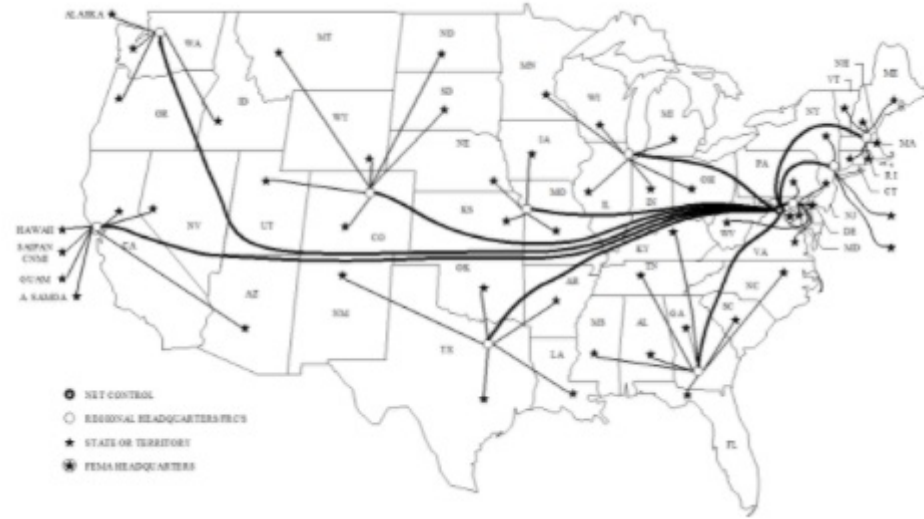 ALASKA
WA
MT
ND
MN
OR
ID
SD
WI
MI
NH
VT
ME
NY
WY
NE
IA
PA
MA
RI
CT
OH
IL
IN
NV
UT
CO
KS
MO
NJ
DE
MD
WV
VA
KY
HAWAII
SAIPAN
CNMI
GUAM
A. SAMOA
CA
AZ
NM
OK
AR
TN
NC
SC
GA
AL
MS
TX
LA
FL
NET CONTROL
REGIONAL HEADQUARTERS/FRC'S
STATE OR TERRITORY
FEMA HEADQUARTERS